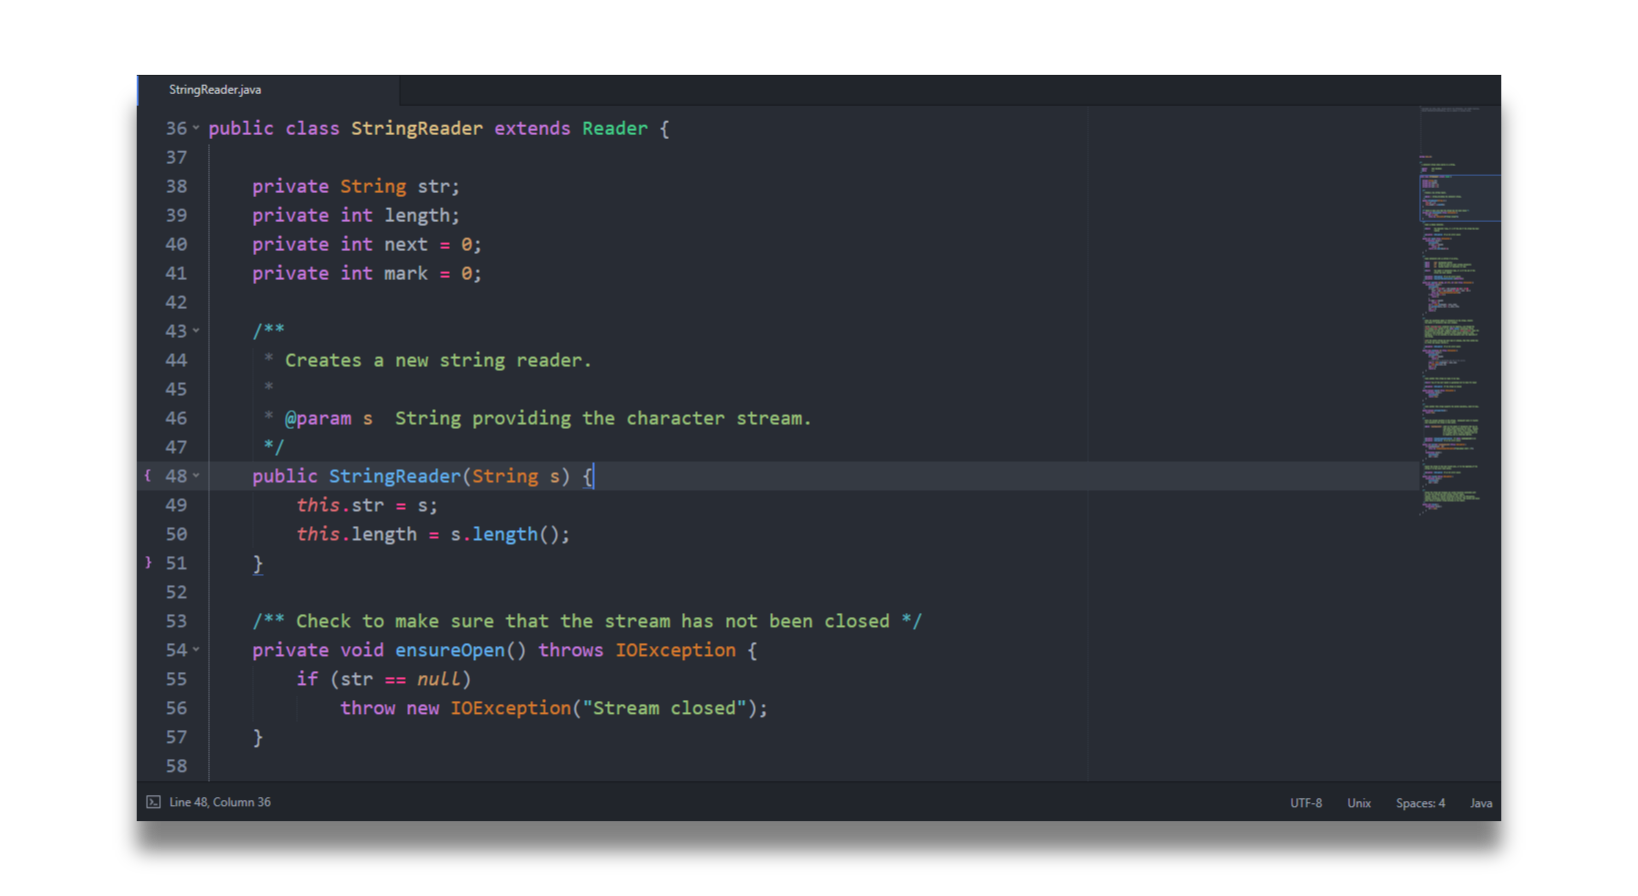 StringReader.java
36 public class StringReader extends Reader {
37
38     private String str;
39     private int length;
40     private int next = 0;
41     private int mark = 0;
42
43     /**
44      * Creates a new string reader.
45      *
46      * @param s  String providing the character stream.
47      */
{ 48     public StringReader(String s) {
49         this.str = s;
50         this.length = s.length();
} 51     }
52
53     /** Check to make sure that the stream has not been closed */
54     private void ensureOpen() throws IOException {
55         if (str == null)
56             throw new IOException("Stream closed");
57     }
58
Line 48, Column 36
UTF-8 Unix Spaces: 4 Java